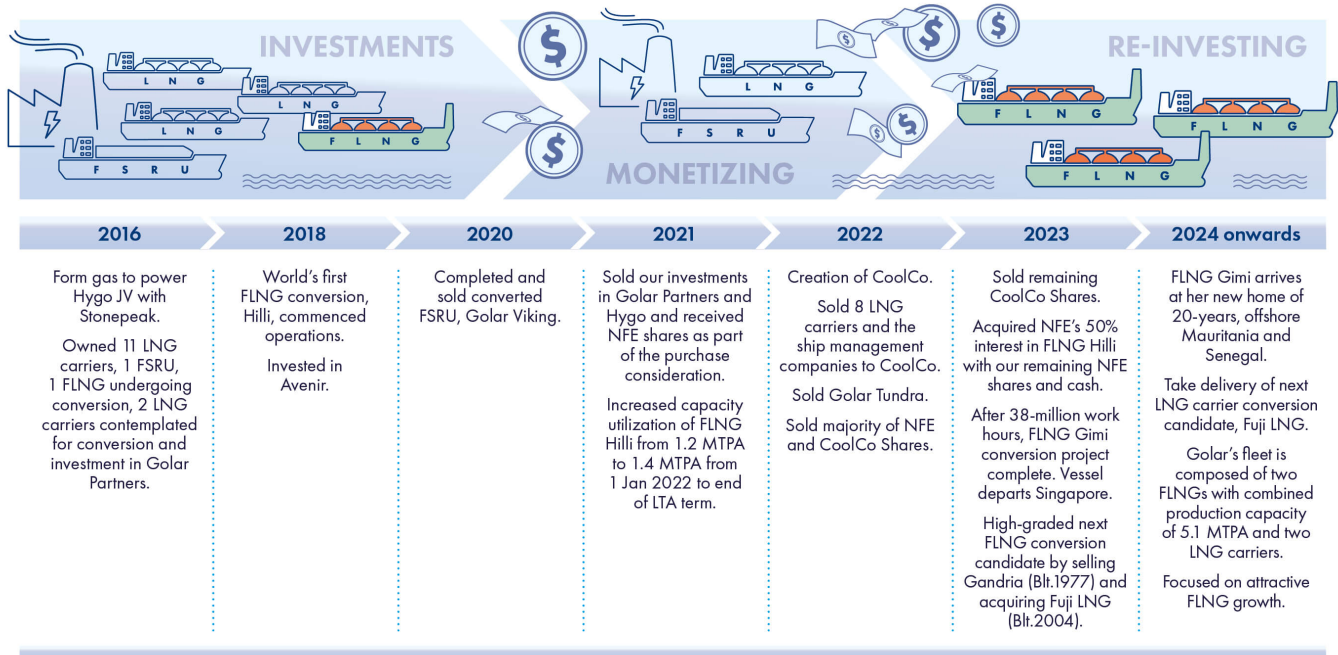 INVESTMENTS
MONETIZING
RE-INVESTING
L N G
L N G
L N G
F L N G
F S R U
$
$
L N G
F S R U
$
$
$
$
$
F L N G
F L N G
F L N G
2016
2018
2020
2021
2022
2023
2024 onwards
Form gas to power
Hygo JV with
Stonepeak.
Owned 11 LNG
carriers, 1 FSRU,
1 FLNG undergoing
conversion, 2 LNG
carriers contemplated
for conversion and
investment in Golar
Partners.
World's first
FLNG conversion,
Hilli, commenced
operations.
Invested in
Avenir.
Completed and
sold converted
FSRU, Golar Viking.
Sold our investments
in Golar Partners and
Hygo and received
NFE shares as part
of the purchase
consideration.
Increased capacity
utilization of FLNG
Hilli from 1.2 MTPA
to 1.4 MTPA from
1 Jan 2022 to end
of LTA term.
Creation of CoolCo.
Sold 8 LNG
carriers and the
ship management
companies to CoolCo.
Sold Golar Tundra.
Sold majority of NFE
and CoolCo Shares.
Sold remaining
CoolCo Shares.
Acquired NFE's 50%
interest in FLNG Hilli
with our remaining NFE
shares and cash.
After 38-million work
hours, FLNG Gimi
conversion project
complete. Vessel
departs Singapore.
High-graded next
FLNG conversion
candidate by selling
Gandria (Blt.1977) and
acquiring Fuji LNG
(Blt.2004).
FLNG Gimi arrives
at her new home of
20-years, offshore
Mauritania and
Senegal.
Take delivery of next
LNG carrier conversion
candidate, Fuji LNG.
Golar's fleet is
composed of two
FLNGs with combined
production capacity
of 5.1 MTPA and two
LNG carriers.
Focused on attractive
FLNG growth.